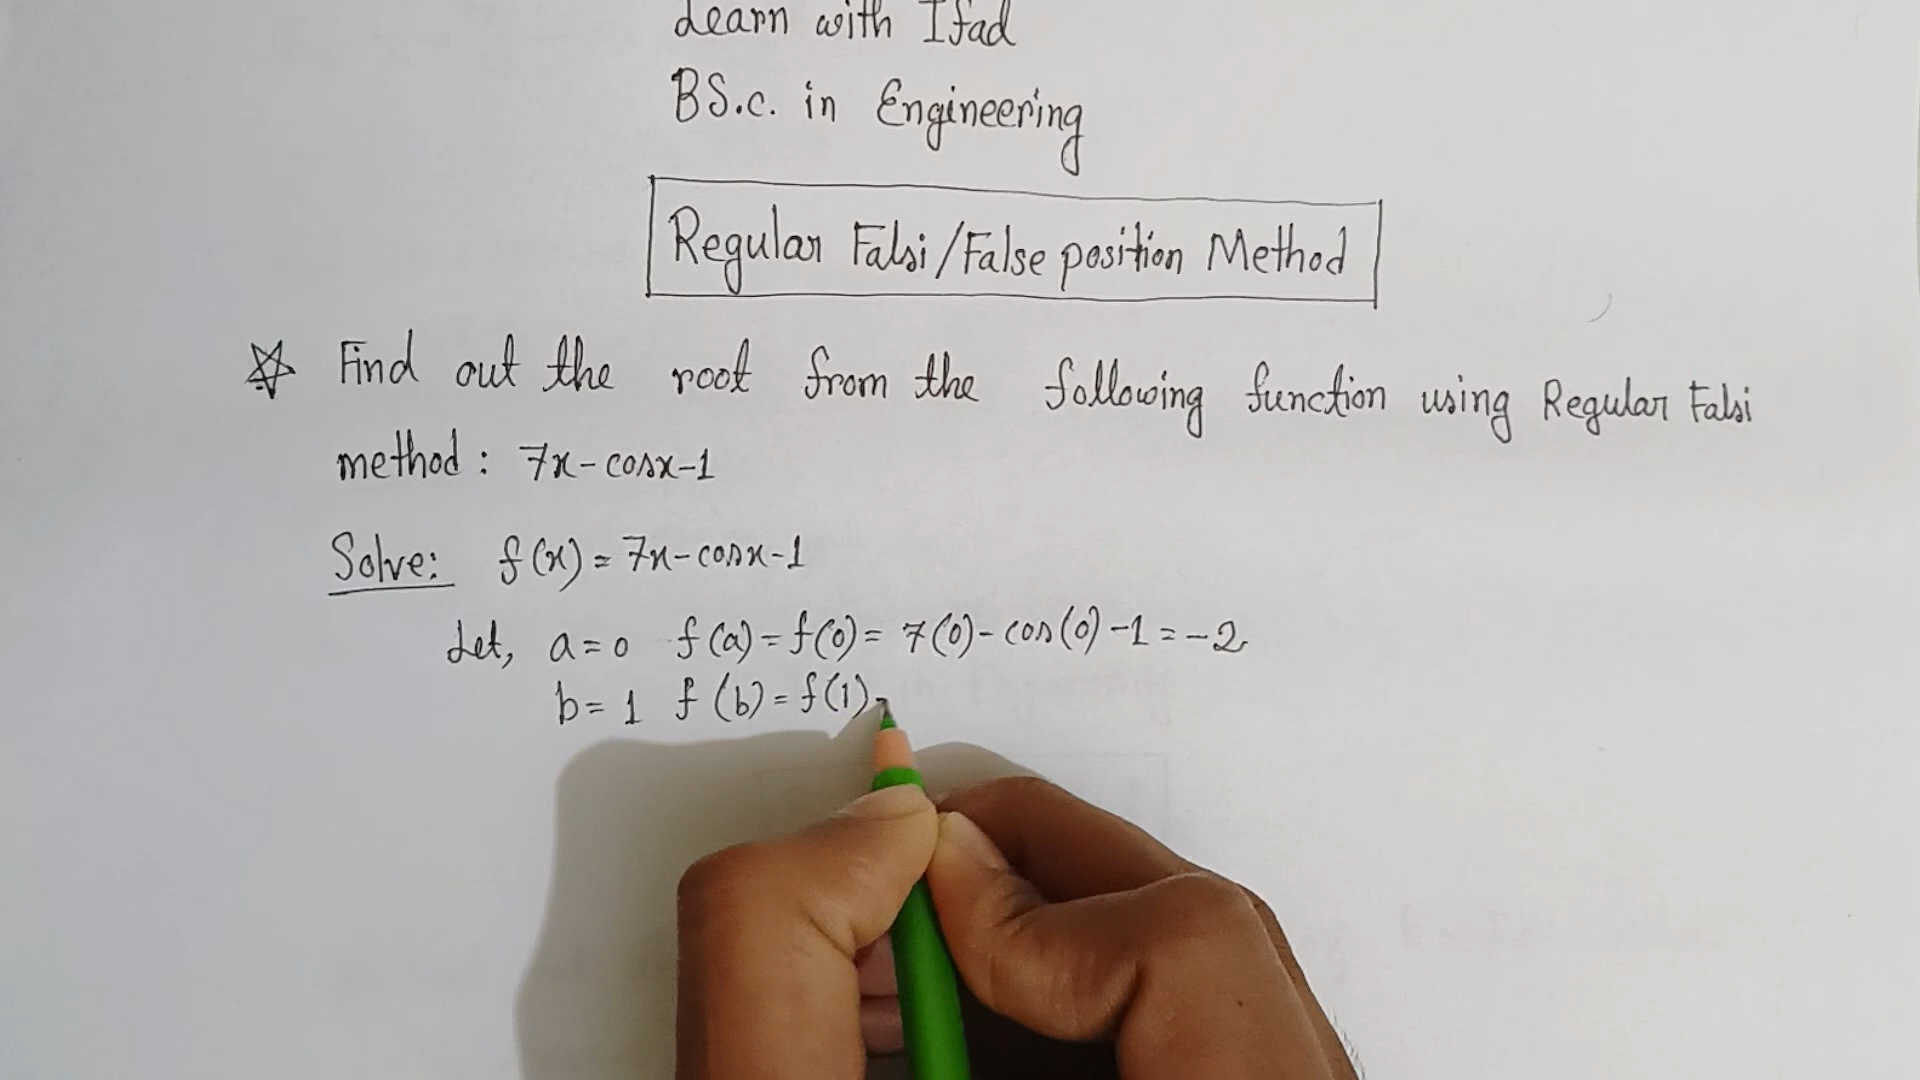 Learn with Ifad
BS.c. in Engineering
Regular Falsi/False position Method
Find out the root from the following function using Regular Falsi
method: 7x-cosx-1
Solve: f(x) = 7x-cosx-1
Let, a=0 f(a) = f(0) = 7(0)-cos(0)-1=-2
b=1 f(b)=f(1)=